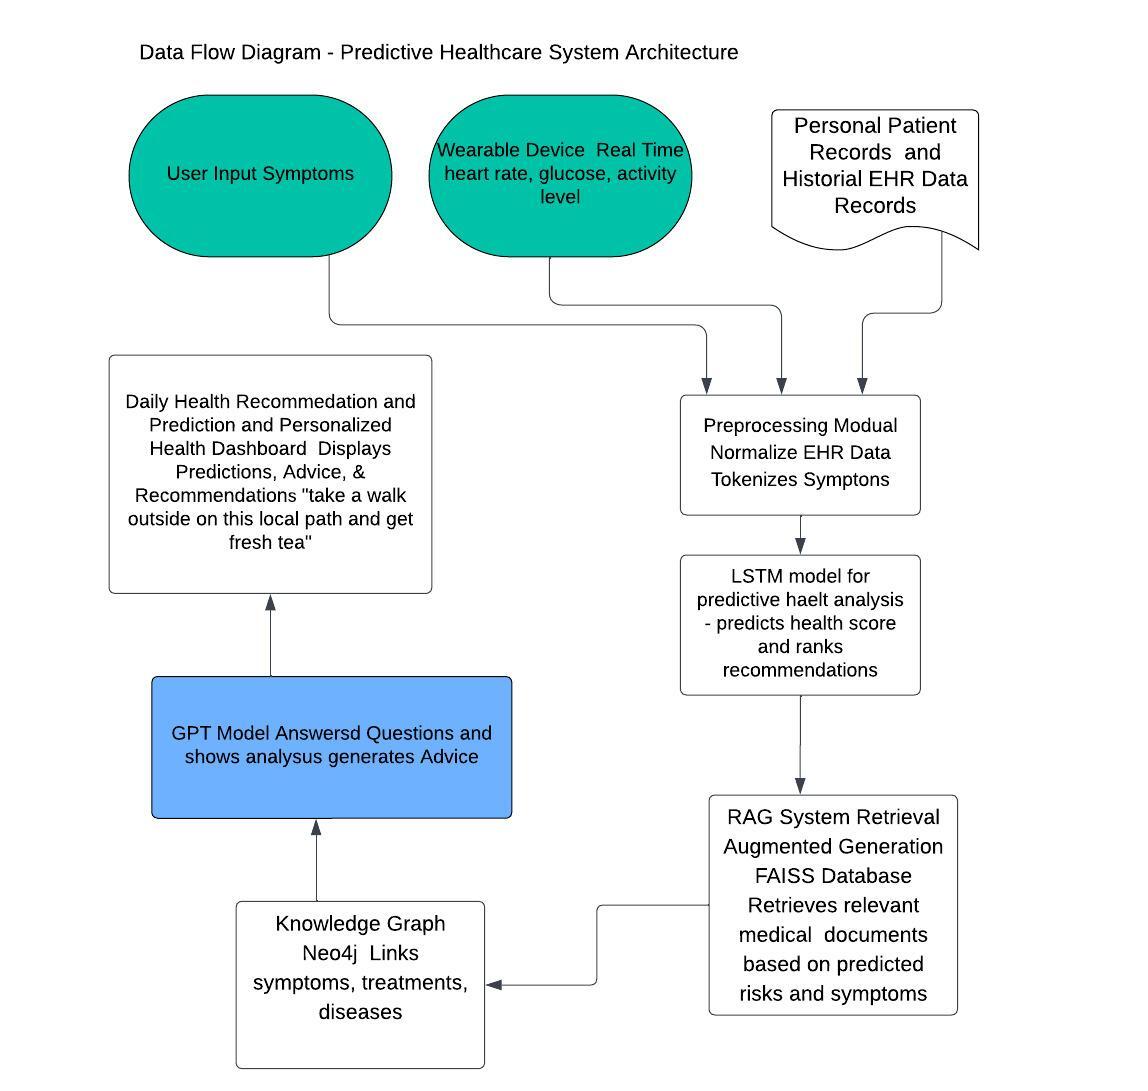 Data Flow Diagram - Predictive Healthcare System Architecture
User Input Symptoms
Wearable Device  Real Time
heart rate, glucose, activity
level
Personal Patient
Records  and
Historial EHR Data
Records
Daily Health Recommedation and
Prediction and Personalized
Health Dashboard  Displays
Predictions, Advice, &
Recommendations "take a walk
outside on this local path and get
fresh tea"
Preprocessing Modual
Normalize EHR Data
Tokenizes Symptons
LSTM model for
predictive haelt analysis
- predicts health score
and ranks
recommendations
GPT Model Answersd Questions and
shows analysus generates Advice
RAG System Retrieval
Augmented Generation
FAISS Database
Retrieves relevant
medical  documents
based on predicted
risks and symptoms
Knowledge Graph
Neo4j  Links
symptoms, treatments,
diseases